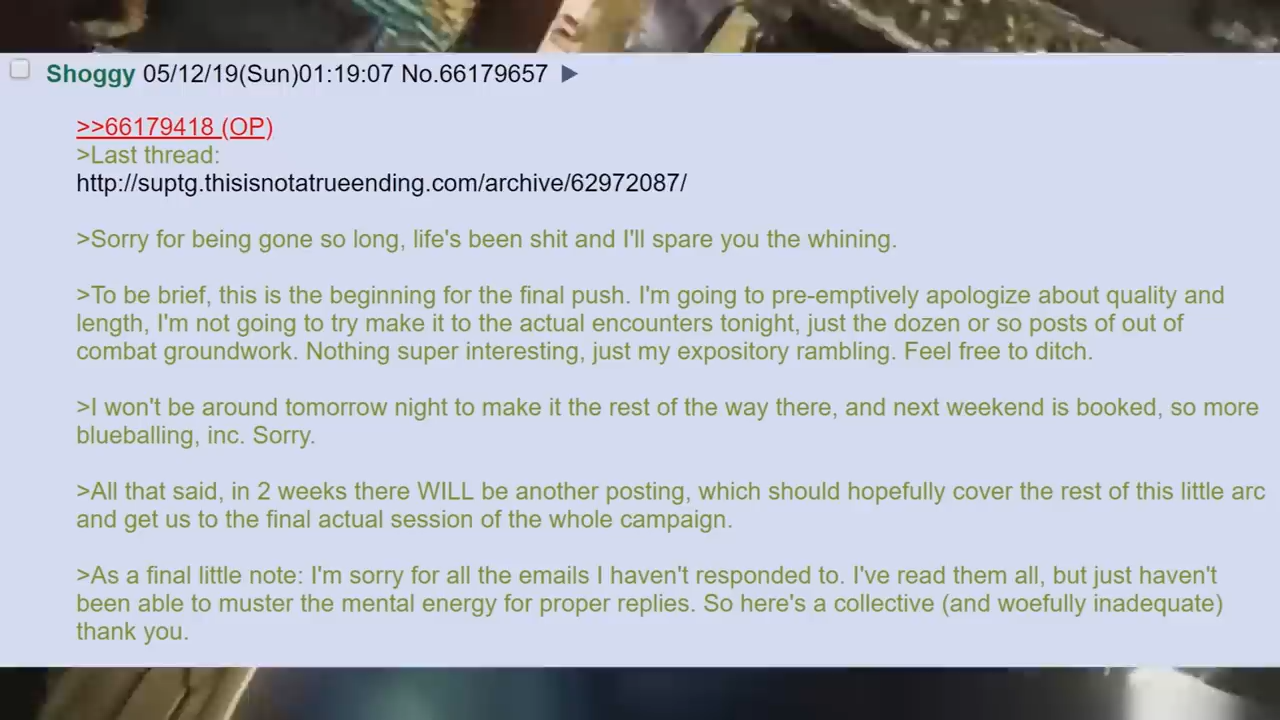 Shoggy 05/12/19(Sun)01:19:07 No.66179657
>>66179418 (OP)
>Last thread:
http://suptg.thisisnotatrueending.com/archive/62972087/
>Sorry for being gone so long, life's been shit and I'll spare you the whining.
>To be brief, this is the beginning for the final push. I'm going to pre-emptively apologize about quality and
length, I'm not going to try make it to the actual encounters tonight, just the dozen or so posts of out of
combat groundwork. Nothing super interesting, just my expository rambling. Feel free to ditch.
>I won't be around tomorrow night to make it the rest of the way there, and next weekend is booked, so more
blueballing, inc. Sorry.
>All that said, in 2 weeks there WILL be another posting, which should hopefully cover the rest of this little arc
and get us to the final actual session of the whole campaign.
>As a final little note: I'm sorry for all the emails I haven't responded to. I've read them all, but just haven't
been able to muster the mental energy for proper replies. So here's a collective (and woefully inadequate)
thank you.